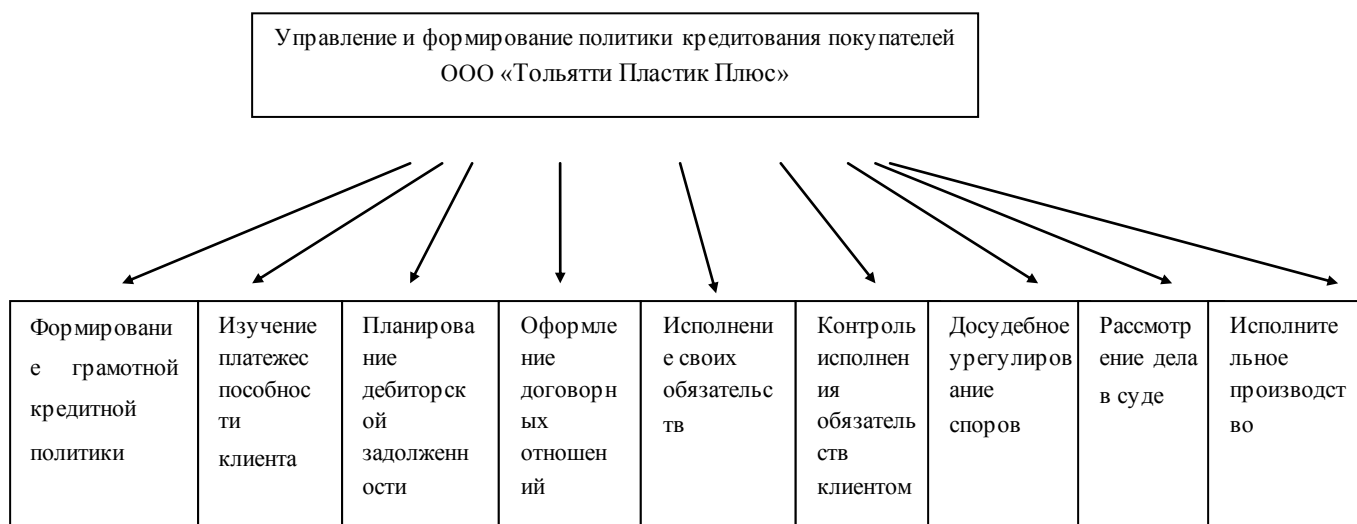 Управление и формирование политики кредитования покупателей
ООО «Тольятти Пластик Плюс»
Формировани
е грамотной
кредитной
политики
Изучение
платежес
пособнос
ти
клиента
Планирова
ние
дебиторск
ой
задолженн
ости
Оформле
ние
договорн
ых
отношен
ий
Исполнени
е своих
обязательс
тв
Контроль
исполнен
ия
обязатель
ств
клиентом
Досудебное
урегулиров
ание
споров
Рассмотр
ение дела
в суде
Исполните
льное
производст
во